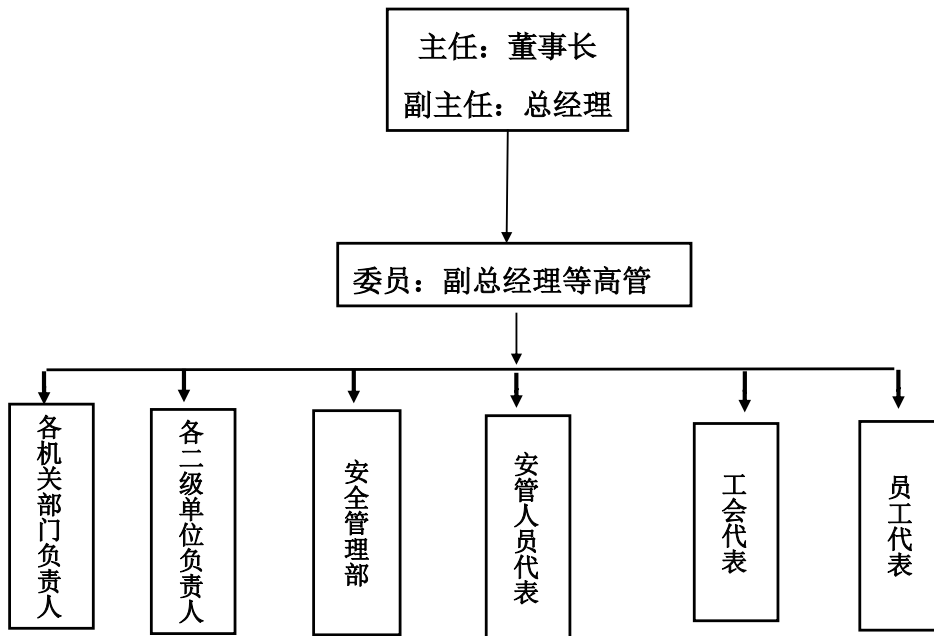 主任：董事长
副主任：总经理
委员：副总经理等高管
各机关部门负责人
各二级单位负责人
安全管理部
安管人员代表
工会代表
员工代表